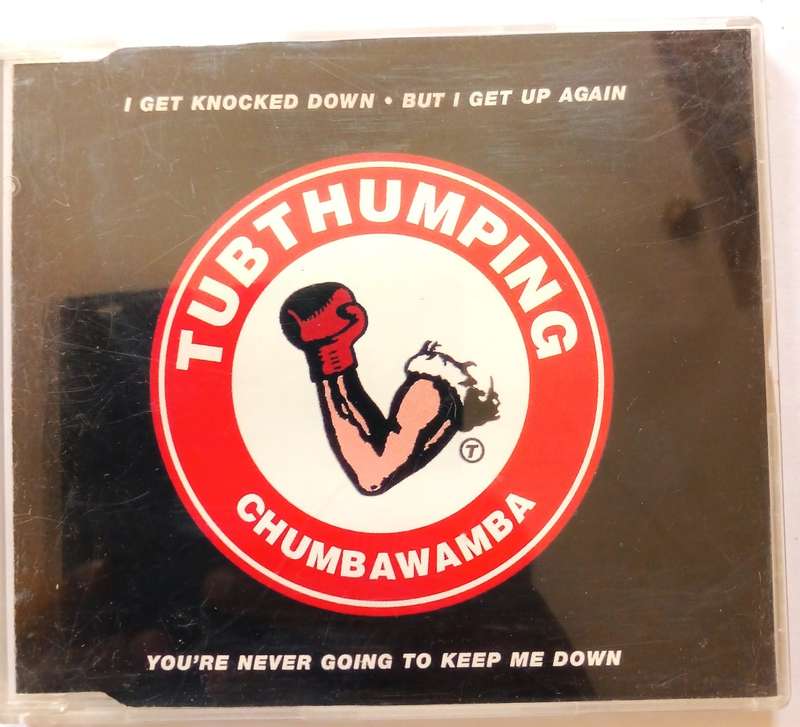 I GET KNOCKED DOWN • BUT I GET UP AGAIN
TUBTHUMPING
T
CHUMBAWAMBA
YOU'RE NEVER GOING TO KEEP ME DOWN